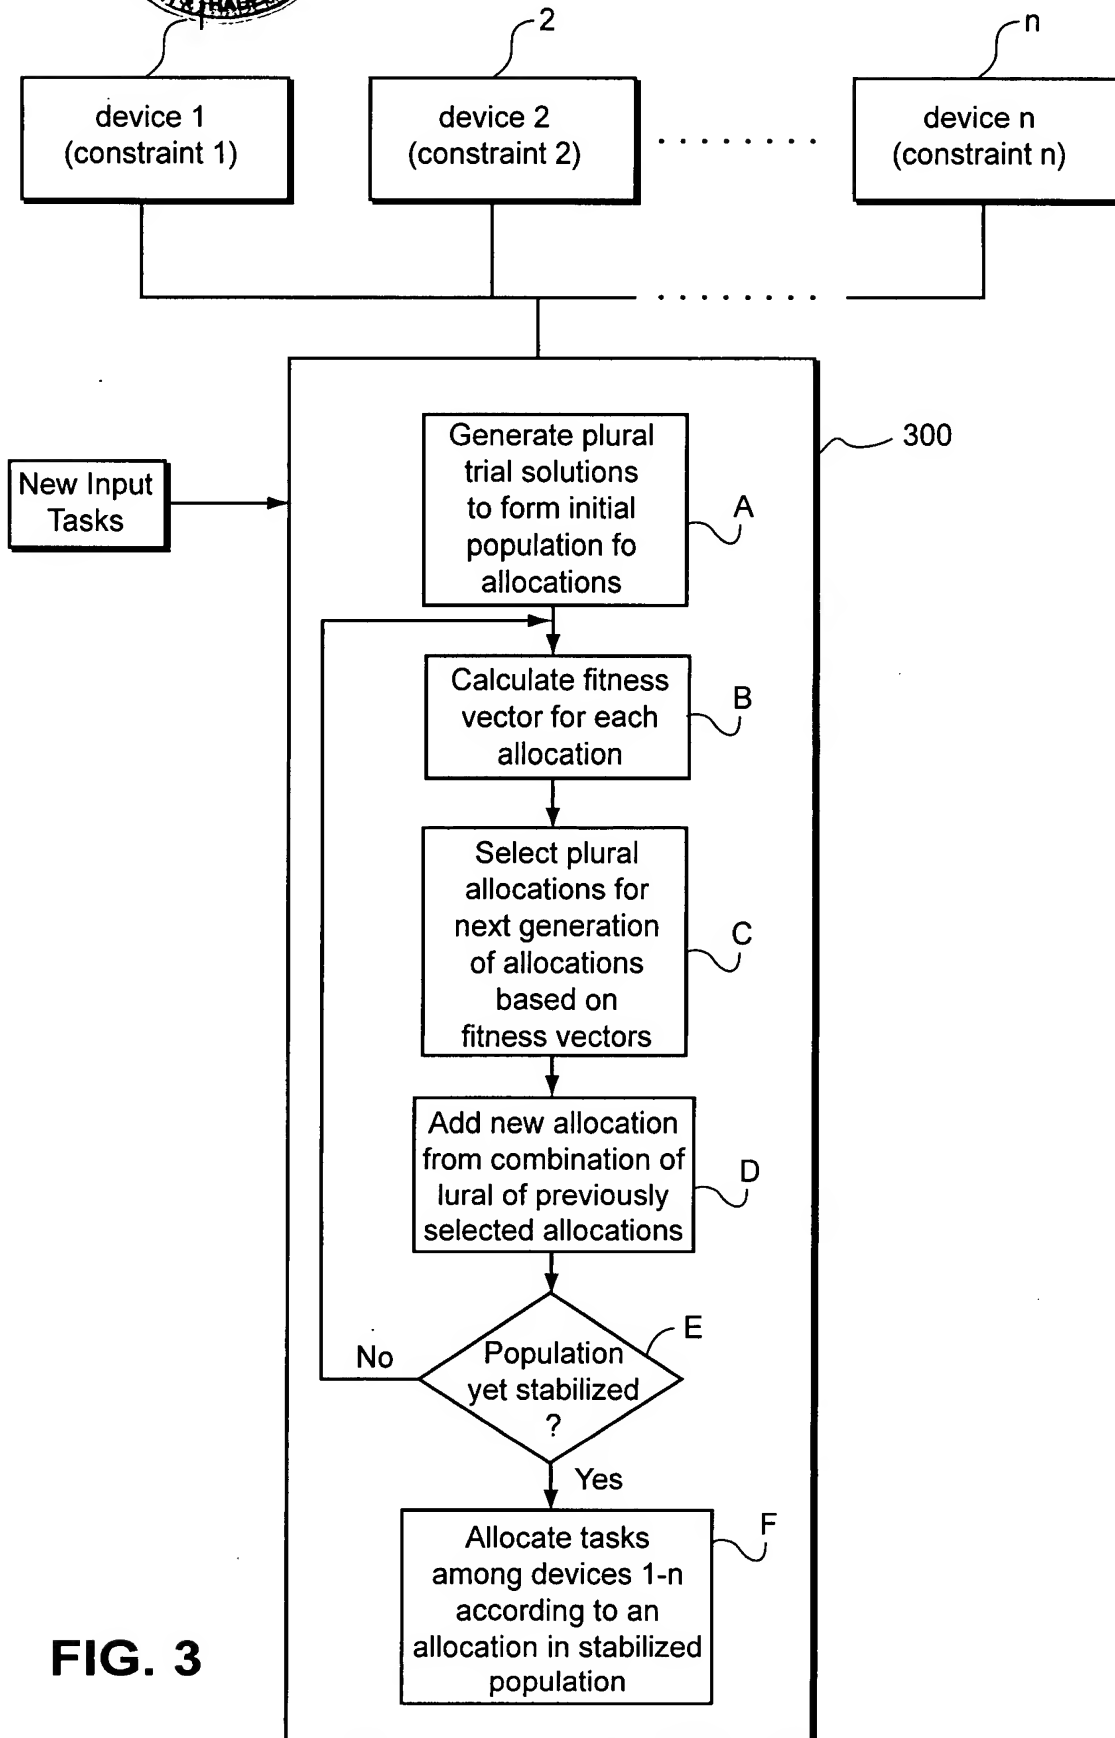 1
2
n
device 1
(constraint 1)
device 2
(constraint 2)
device n
(constraint n)
300
New Input
Tasks
Generate plural
trial solutions
to form initial
population fo
allocations
A
Calculate fitness
vector for each
allocation
B
Select plural
allocations for
next generation
of allocations
based on
fitness vectors
C
Add new allocation
from combination of
lural of previously
selected allocations
D
Population
yet stabilized
?
E
No
Yes
Allocate tasks
among devices 1-n
according to an
allocation in stabilized
population
F
FIG. 3